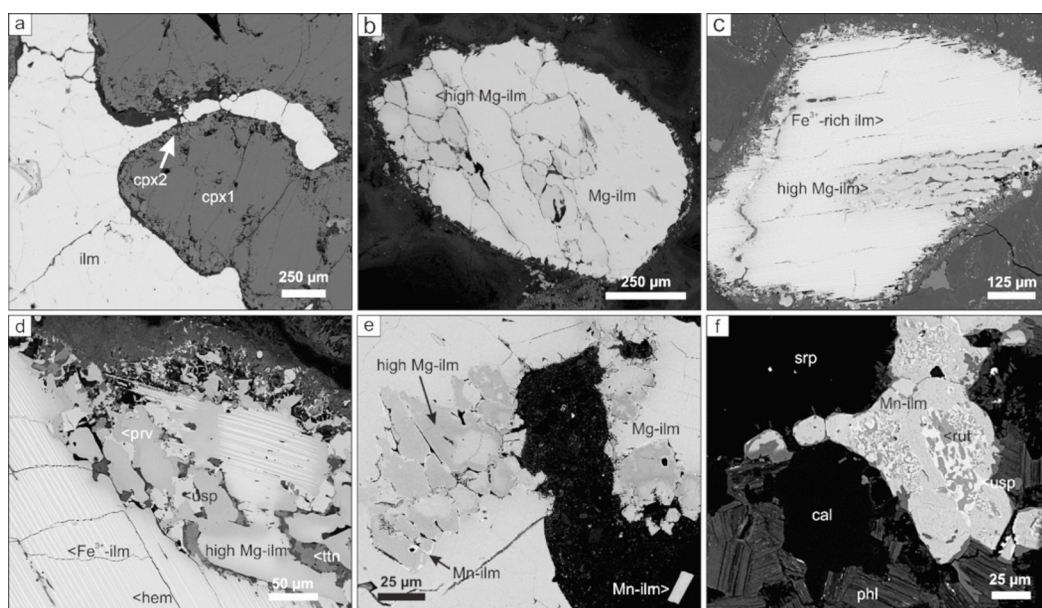 a
cpx2
cpx1
ilm
250 µm
b
<high Mg-ilm
Mg-ilm
250 µm
c
Fe³⁺-rich ilm>
high Mg-ilm>
125 µm
d
<prv
<usp
<Fe³⁺-ilm
high Mg-ilm
<ttn
<hem
50 µm
e
high Mg-ilm
Mg-ilm
Mn-ilm
25 µm
Mn-ilm>
f
srp
Mn-ilm
<rut
<usp
cal
phl
25 µm